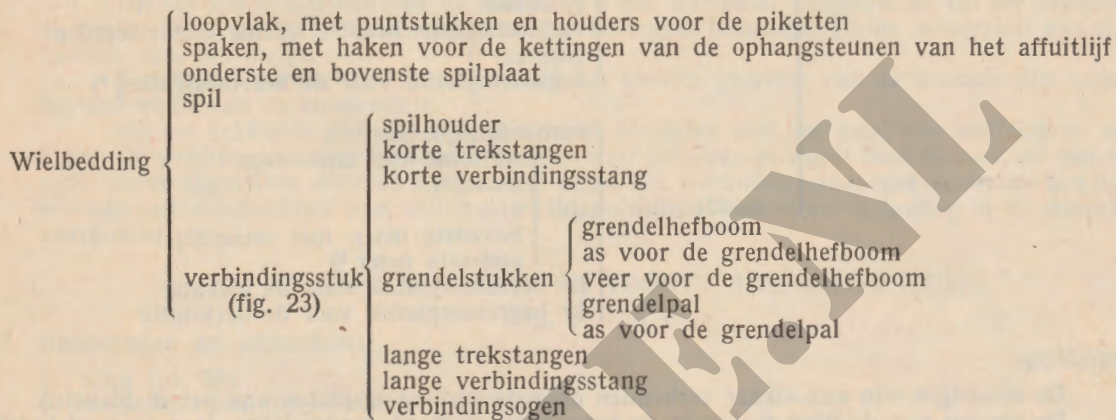 loopvlak, met puntstukken en houders voor de piketten
spaken, met haken voor de kettingen van de ophangsteunen van het affuitlijf
onderste en bovenste spilplaat
spil
Wielbedding
spilhouder
korte trekstangen
korte verbindingsstang
verbindingsstuk
(fig. 23)
grendelstukken
grendelhefboom
as voor de grendelhefboom
veer voor de grendelhefboom
grendelpal
as voor de grendelpal
lange trekstangen
lange verbindingsstang
verbindingsogen
E.NL